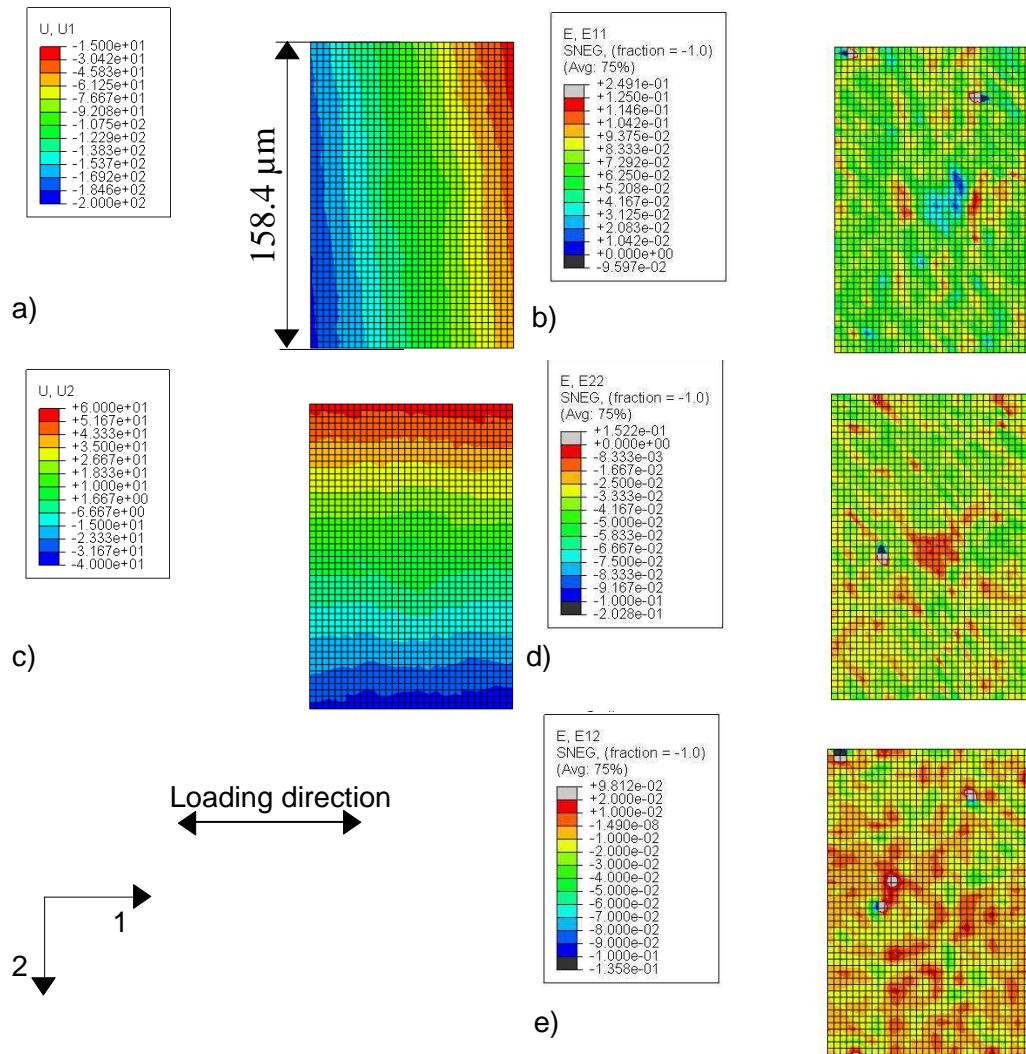 U, U1
-1.500e+01
-3.042e+01
-4.583e+01
-6.125e+01
-7.667e+01
-9.208e+01
-1.075e+02
-1.229e+02
-1.383e+02
-1.537e+02
-1.692e+02
-1.846e+02
-2.000e+02
158.4 µm
a)
E, E11
SNEG, (fraction = -1.0)
(Avg: 75%)
+2.491e-01
+1.250e-01
+1.146e-01
+1.042e-01
+9.375e-02
+8.333e-02
+7.292e-02
+6.250e-02
+5.208e-02
+4.167e-02
+3.125e-02
+2.083e-02
+1.042e-02
+0.000e+00
-9.597e-02
b)
U, U2
+6.000e+01
+5.167e+01
+4.333e+01
+3.500e+01
+2.667e+01
+1.833e+01
+1.000e+01
+1.667e+00
-6.667e+00
-1.500e+01
-2.333e+01
-3.167e+01
-4.000e+01
c)
E, E22
SNEG, (fraction = -1.0)
(Avg: 75%)
+1.522e-01
+0.000e+00
-8.333e-03
-1.667e-02
-2.500e-02
-3.333e-02
-4.167e-02
-5.000e-02
-5.833e-02
-6.667e-02
-7.500e-02
-8.333e-02
-9.167e-02
-1.000e-01
-2.028e-01
d)
Loading direction
1
2
E, E12
SNEG, (fraction = -1.0)
(Avg: 75%)
+9.812e-02
+2.000e-02
+1.000e-02
-1.490e-08
-1.000e-02
-2.000e-02
-3.000e-02
-4.000e-02
-5.000e-02
-6.000e-02
-7.000e-02
-8.000e-02
-9.000e-02
-1.000e-01
-1.358e-01
e)